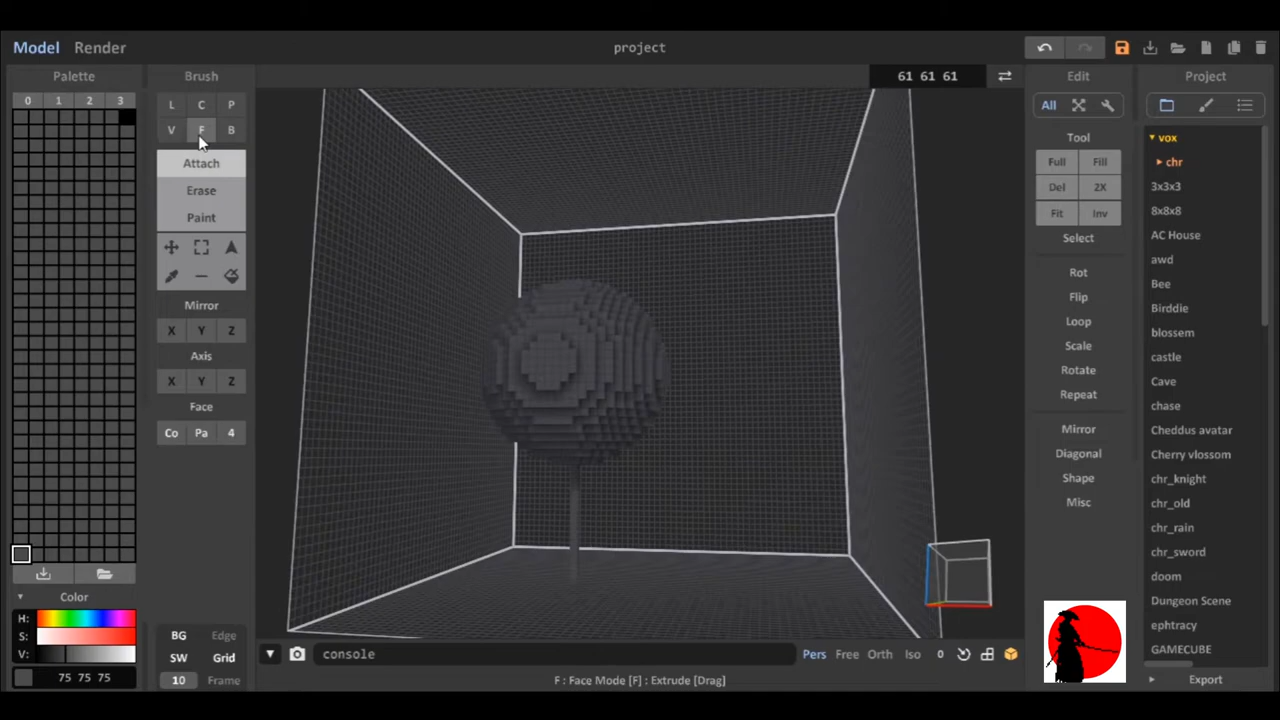 Model Render project
Palette Brush 61 61 61 Edit Project
0 1 2 3
L C P
All
V F B
Tool
vox
Attach
Full Fill
chr
Erase
Del 2X
3x3x3
Paint
Fit Inv
8x8x8
Select
AC House
awd
Rot
Bee
Mirror
Flip
Birdie
X Y Z
Loop
blossem
Axis
Scale
castle
X Y Z
Rotate
Cave
Face
Repeat
chase
Co Pa 4
Mirror
Cheddus avatar
Diagonal
Cherry vlossom
Shape
chr_knight
Misc
chr_old
chr_rain
chr_sword
doom
Color
Dungeon Scene
H:
ephtracy
S:
BG Edge
GAMECUBE
V:
SW Grid
console
Pers Free Orth Iso 0
75 75 75
10 Frame
F : Face Mode [F] : Extrude [Drag]
Export